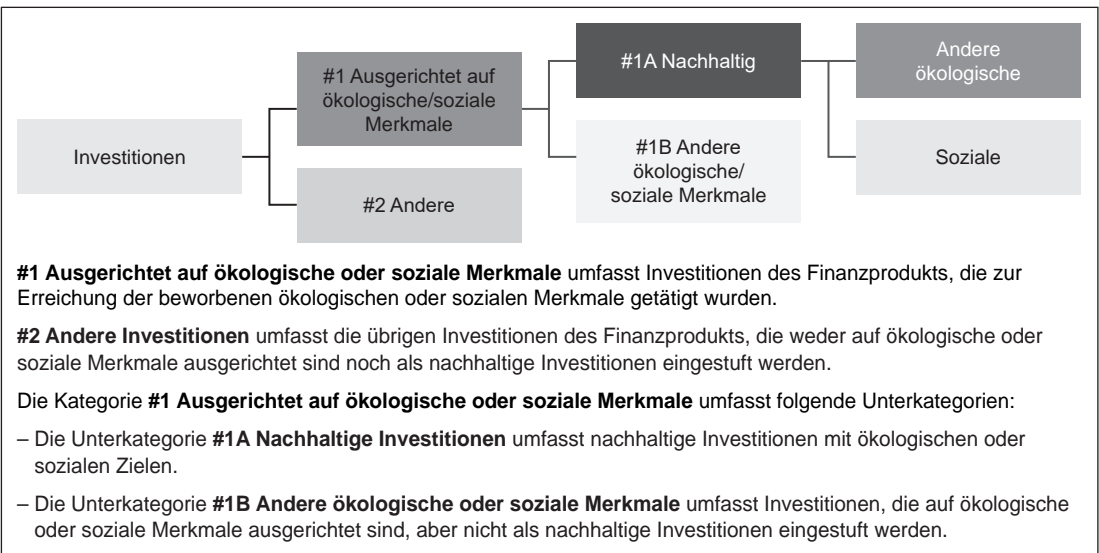 Investitionen
#1 Ausgerichtet auf
ökologische/soziale
Merkmale
#2 Andere
#1A Nachhaltig
#1B Andere
ökologische/
soziale Merkmale
Andere
ökologische
Soziale
#1 Ausgerichtet auf ökologische oder soziale Merkmale umfasst Investitionen des Finanzprodukts, die zur
Erreichung der beworbenen ökologischen oder sozialen Merkmale getätigt wurden.
#2 Andere Investitionen umfasst die übrigen Investitionen des Finanzprodukts, die weder auf ökologische oder
soziale Merkmale ausgerichtet sind noch als nachhaltige Investitionen eingestuft werden.
Die Kategorie #1 Ausgerichtet auf ökologische oder soziale Merkmale umfasst folgende Unterkategorien:
– Die Unterkategorie #1A Nachhaltige Investitionen umfasst nachhaltige Investitionen mit ökologischen oder
sozialen Zielen.
– Die Unterkategorie #1B Andere ökologische oder soziale Merkmale umfasst Investitionen, die auf ökologische
oder soziale Merkmale ausgerichtet sind, aber nicht als nachhaltige Investitionen eingestuft werden.